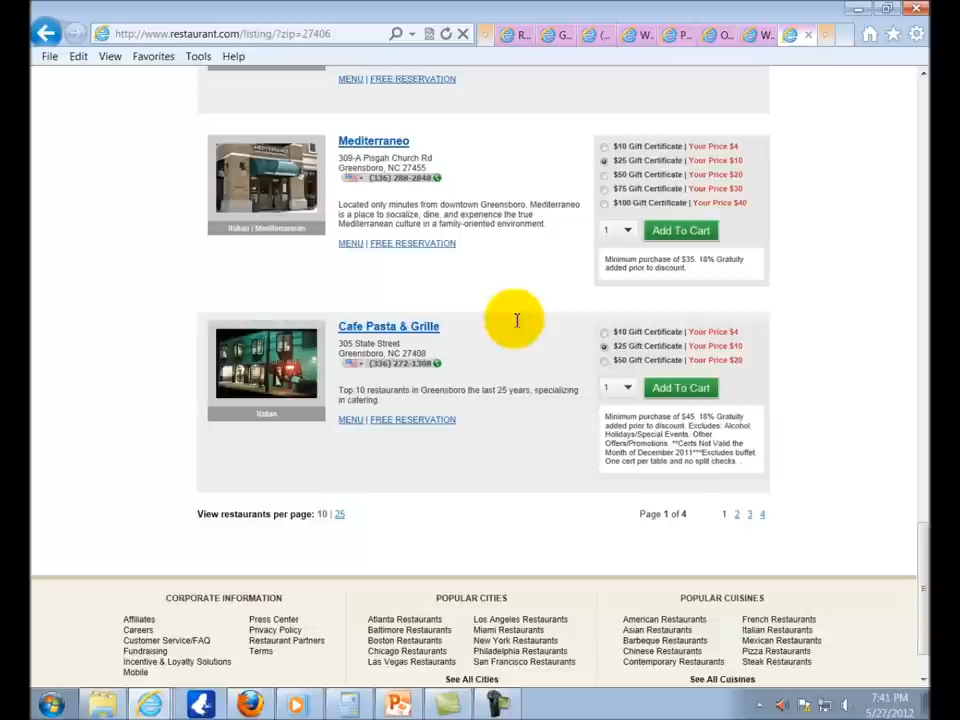 http://www.restaurant.com/listing/?zip=27406
R...
G...
(...
W...
P...
O...
W...
File Edit View Favorites Tools Help
MENU | FREE RESERVATION
Mediterraneo
309-A Pisgah Church Rd
Greensboro, NC 27455
(336) 288-2848
Located only minutes from downtown Greensboro. Mediterraneo
is a place to socialize, dine, and experience the true
Mediterranean culture in a family-oriented environment.
MENU | FREE RESERVATION
MEDITERRANEO
Italian | Mediterranean
$10 Gift Certificate | Your Price $4
$25 Gift Certificate | Your Price $10
$50 Gift Certificate | Your Price $20
$75 Gift Certificate | Your Price $30
$100 Gift Certificate | Your Price $40
1 Add To Cart
Minimum purchase of $35. 18% Gratuity
added prior to discount.
Cafe Pasta & Grille
305 State Street
Greensboro, NC 27408
(336) 272-1308
Top 10 restaurants in Greensboro the last 25 years, specializing
in catering.
MENU | FREE RESERVATION
Italian
$10 Gift Certificate | Your Price $4
$25 Gift Certificate | Your Price $10
$50 Gift Certificate | Your Price $20
1 Add To Cart
Minimum purchase of $45. 18% Gratuity
added prior to discount. Excludes: Alcohol,
Holidays/Special Events, Other
Offers/Promotions **Certs Not Valid the
Month of December 2011***Excludes buffet.
One cert per table and no split checks .
View restaurants per page: 10 | 25
Page 1 of 4 1 2 3 4
CORPORATE INFORMATION
Affiliates
Careers
Customer Service/FAQ
Fundraising
Incentive & Loyalty Solutions
Mobile
Press Center
Privacy Policy
Restaurant Partners
Terms
POPULAR CITIES
Atlanta Restaurants
Baltimore Restaurants
Boston Restaurants
Chicago Restaurants
Las Vegas Restaurants
Los Angeles Restaurants
Miami Restaurants
New York Restaurants
Philadelphia Restaurants
San Francisco Restaurants
See All Cities
POPULAR CUISINES
American Restaurants
Asian Restaurants
Barbeque Restaurants
Chinese Restaurants
Contemporary Restaurants
French Restaurants
Italian Restaurants
Mexican Restaurants
Pizza Restaurants
Steak Restaurants
See All Cuisines
7:41 PM
5/27/2012